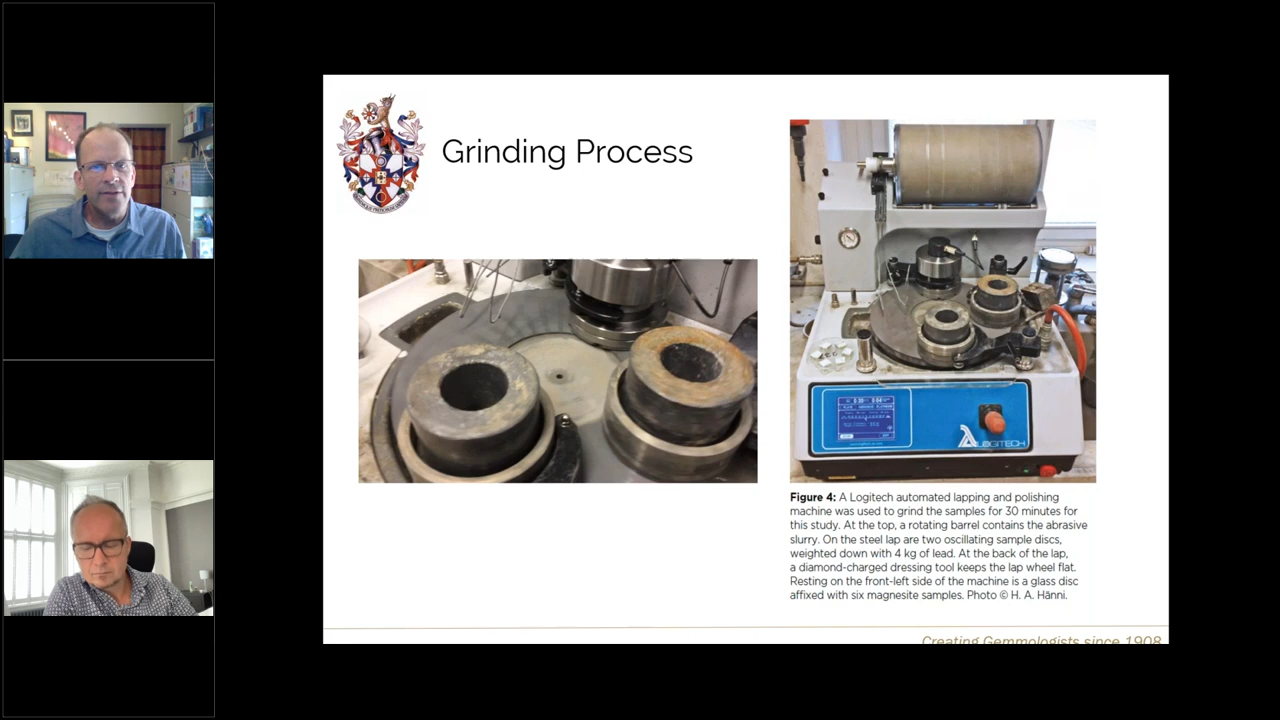 Grinding Process
LOGITECH
Figure 4: A Logitech automated lapping and polishing
machine was used to grind the samples for 30 minutes for
this study. At the top, a rotating barrel contains the abrasive
slurry. On the steel lap are two oscillating sample discs,
weighted down with 4 kg of lead. At the back of the lap,
a diamond-charged dressing tool keeps the lap wheel flat.
Resting on the front-left side of the machine is a glass disc
affixed with six magnesite samples. Photo © H. A. Hänni.
Creating Gemmologists since 1908